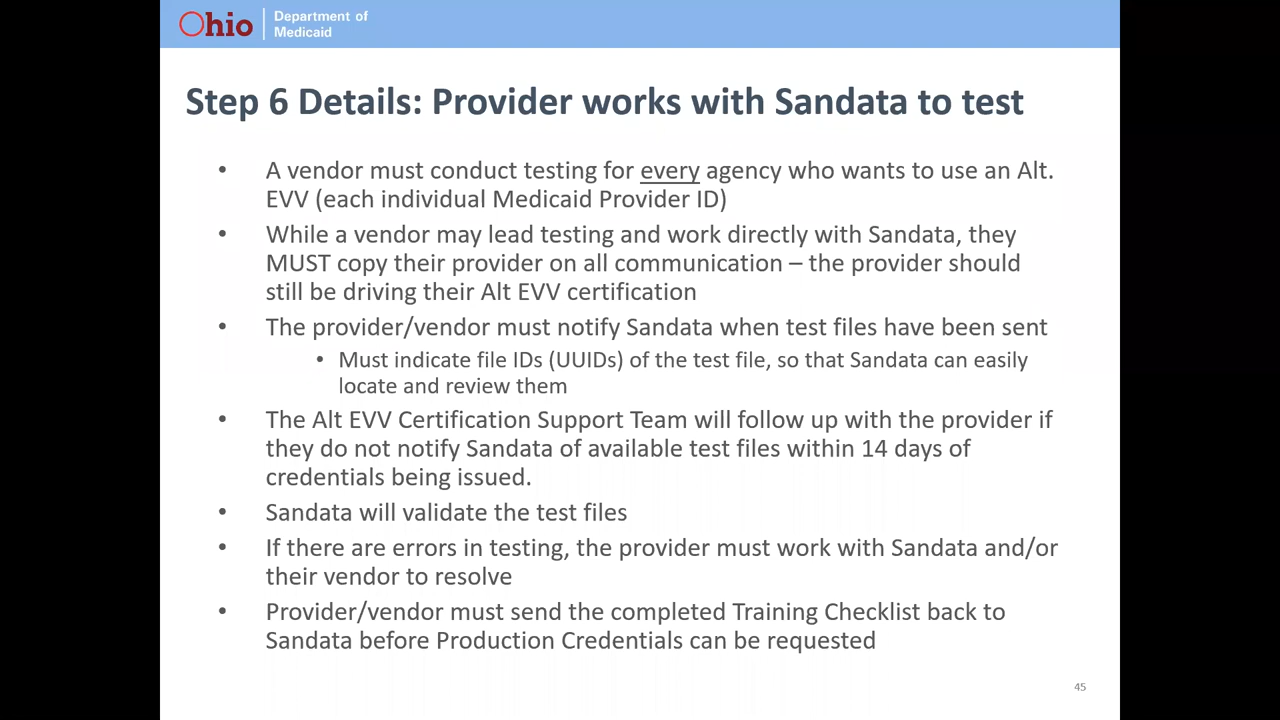 Ohio
Department of
Medicaid
Step 6 Details: Provider works with Sandata to test
• A vendor must conduct testing for every agency who wants to use an Alt.
EVV (each individual Medicaid Provider ID)
• While a vendor may lead testing and work directly with Sandata, they
MUST copy their provider on all communication – the provider should
still be driving their Alt EVV certification
• The provider/vendor must notify Sandata when test files have been sent
• Must indicate file IDs (UUIDs) of the test file, so that Sandata can easily
locate and review them
• The Alt EVV Certification Support Team will follow up with the provider if
they do not notify Sandata of available test files within 14 days of
credentials being issued.
• Sandata will validate the test files
• If there are errors in testing, the provider must work with Sandata and/or
their vendor to resolve
• Provider/vendor must send the completed Training Checklist back to
Sandata before Production Credentials can be requested
45